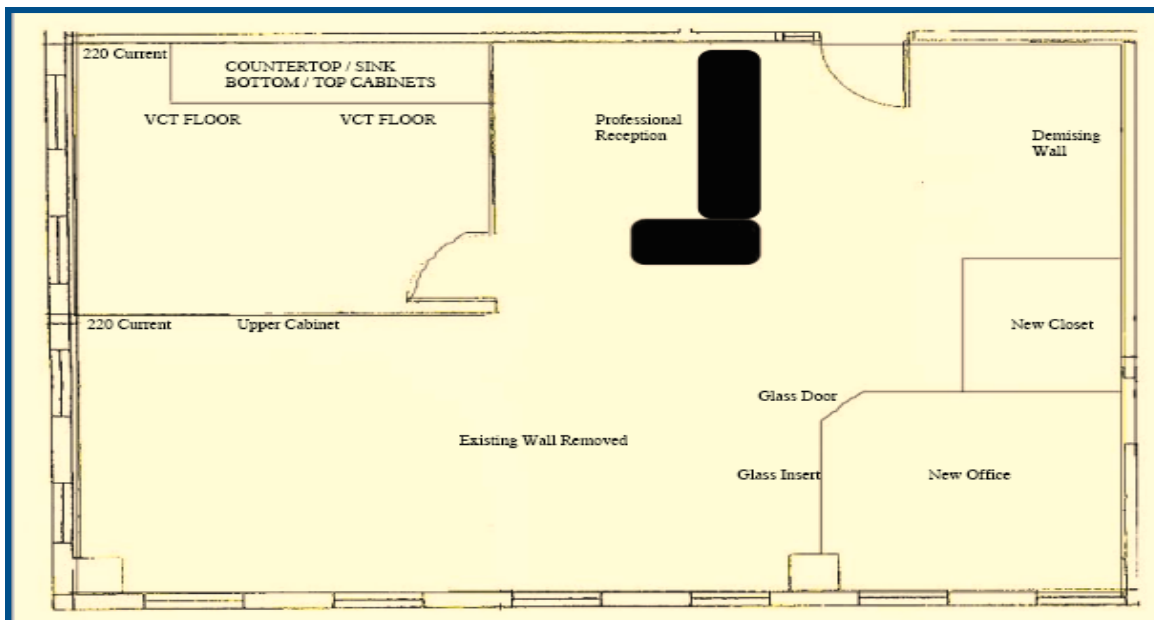 220 Current
COUNTERTOP / SINK
BOTTOM / TOP CABINETS
VCT FLOOR
VCT FLOOR
Professional
Reception
Demising
Wall
220 Current
Upper Cabinet
New Closet
Glass Door
Existing Wall Removed
Glass Insert
New Office